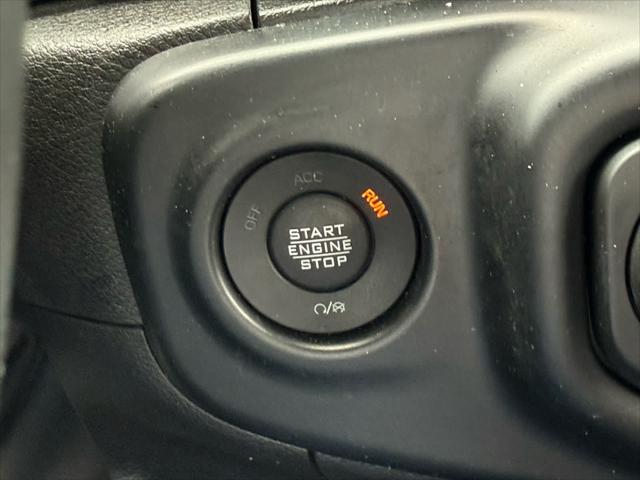 OFF
ACC
RUN
START
ENGINE
STOP